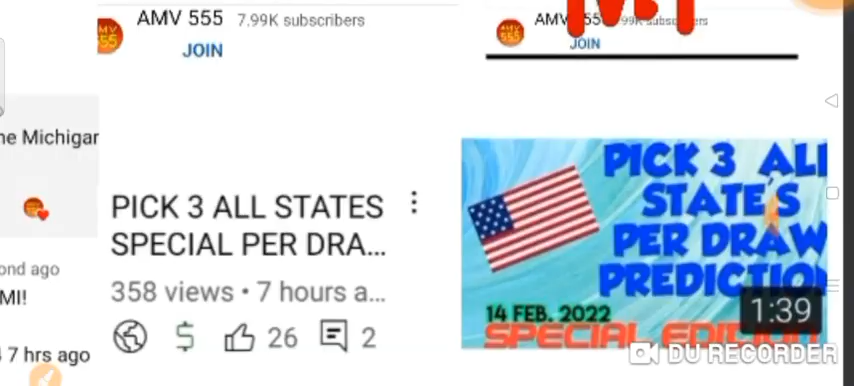 AMV 555 7.99K subscribers
JOIN
AMV 55
JOIN
ne Michigan
ond ago
MI!
7 hrs ago
PICK 3 ALL STATES
SPECIAL PER DRA...
358 views • 7 hours a...
$ 26 2
PICK 3 ALL
STATE'S
PER DRAW
PREDICTION
14 FEB. 2022
SPECIAL EDITION
1:39
DU RECORDER